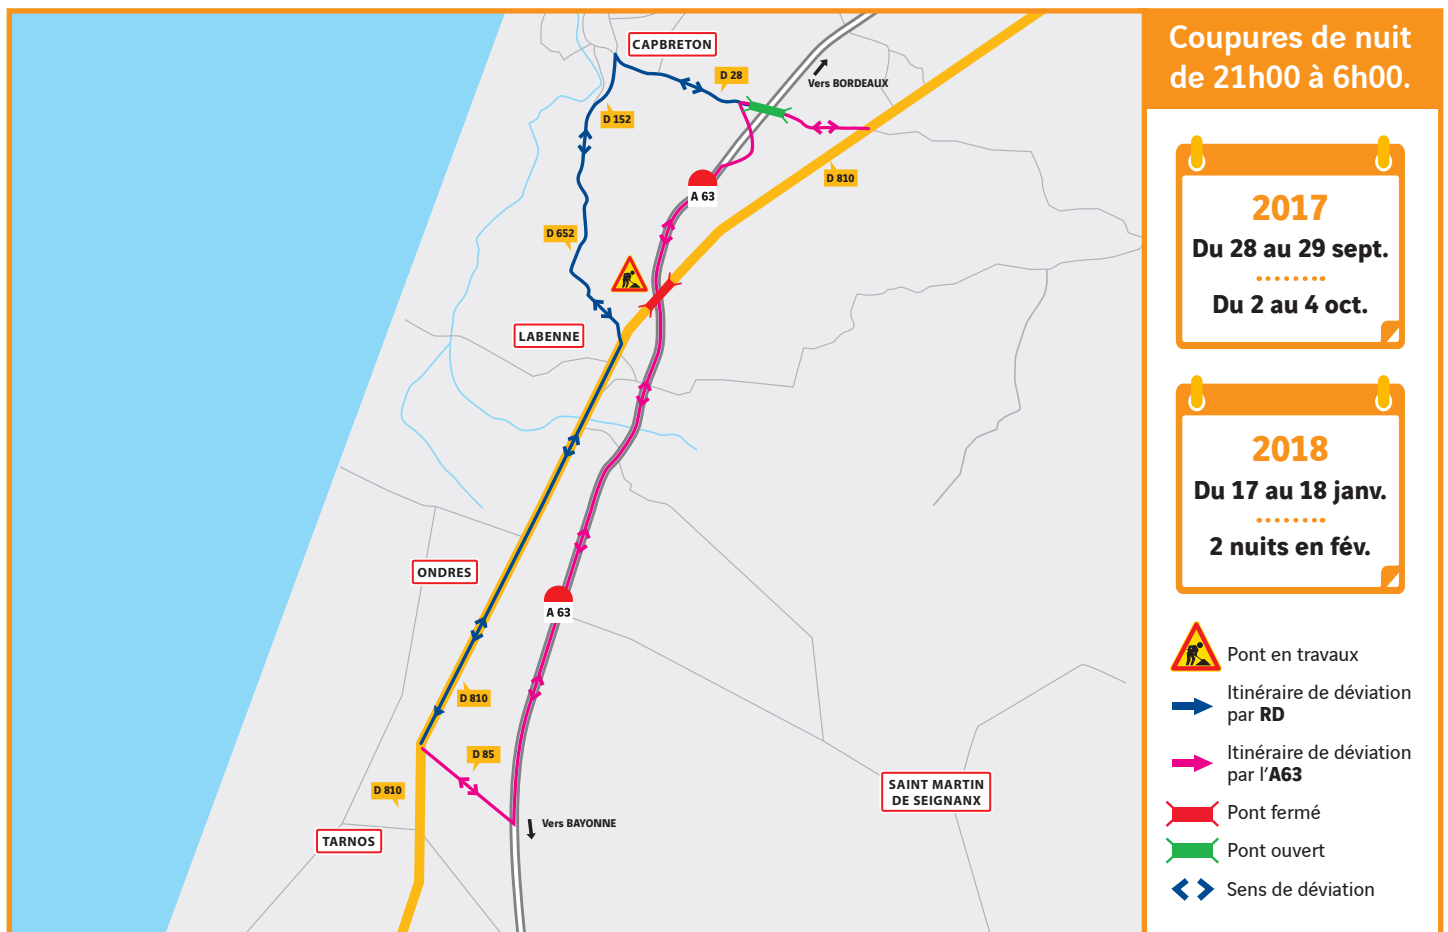 CAPBRETON
D 28
Vers BORDEAUX
D 152
D 810
A 63
D 652
LABENNE
ONDRES
A 63
D 810
D 85
D 810
SAINT MARTIN
DE SEIGNANX
Vers BAYONNE
TARNOS
Coupures de nuit
de 21h00 à 6h00.
2017
Du 28 au 29 sept.
Du 2 au 4 oct.
2018
Du 17 au 18 janv.
2 nuits en fév.
Pont en travaux
Itinéraire de déviation
par RD
Itinéraire de déviation
par l'A63
Pont fermé
Pont ouvert
Sens de déviation